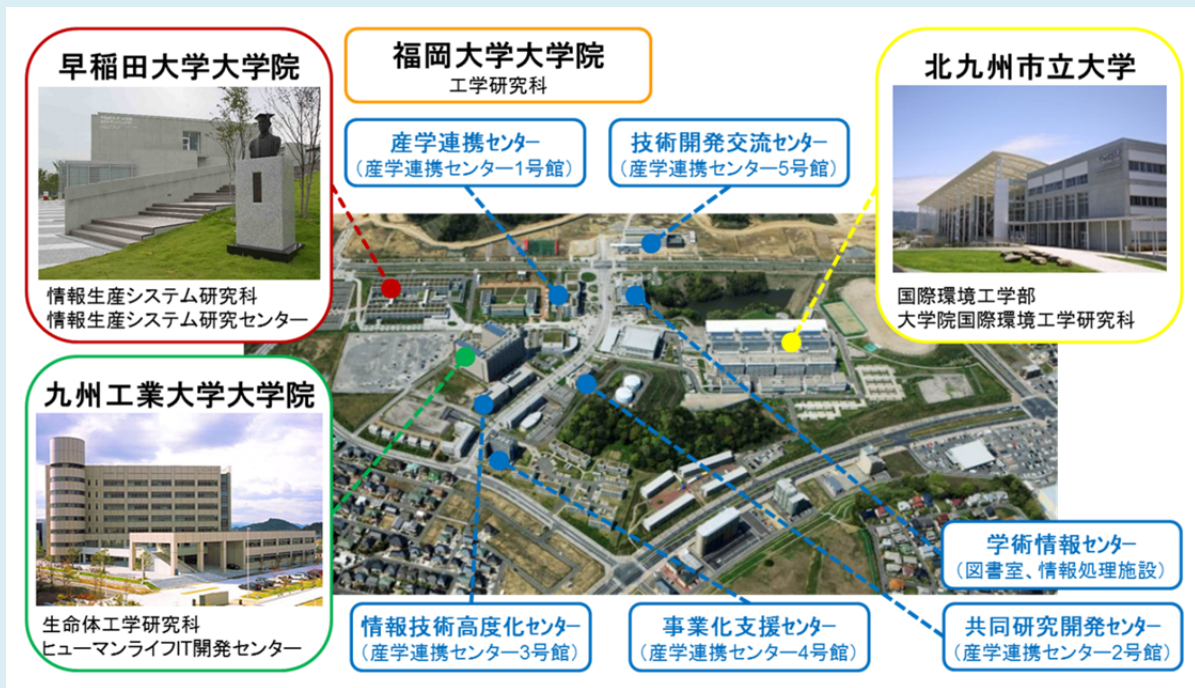 早稲田大学大学院
情報生産システム研究科
情報生産システム研究センター
福岡大学大学院
工学研究科
産学連携センター
(産学連携センター1号館)
技術開発交流センター
(産学連携センター5号館)
北九州市立大学
国際環境工学部
大学院国際環境工学研究科
九州工業大学大学院
生命体工学研究科
ヒューマンライフIT開発センター
情報技術高度化センター
(産学連携センター3号館)
事業化支援センター
(産学連携センター4号館)
学術情報センター
(図書室、情報処理施設)
共同研究開発センター
(産学連携センター2号館)